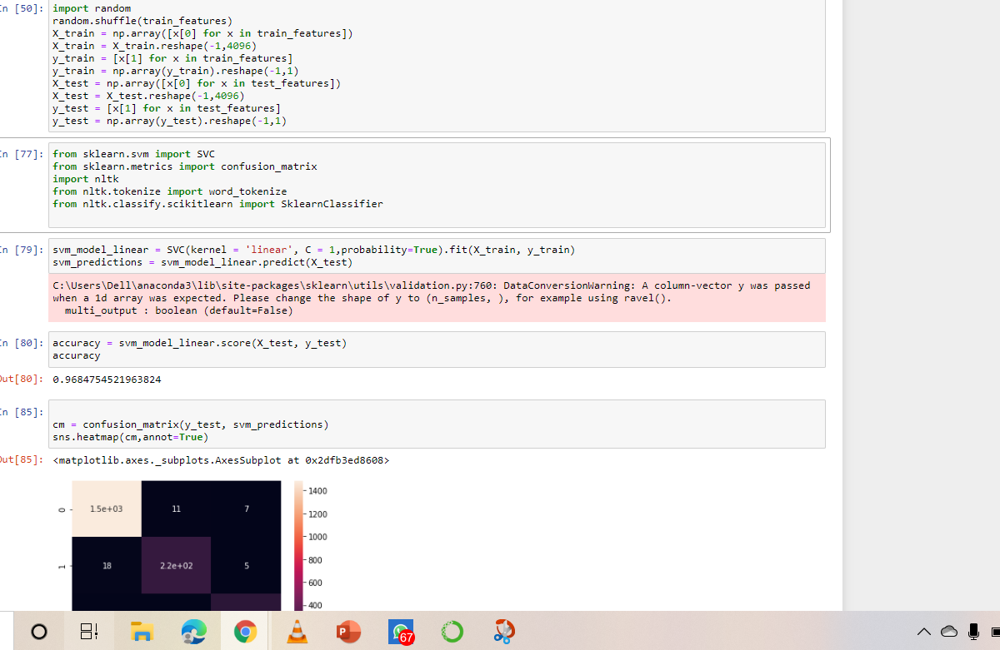 In [50]: import random
random.shuffle(train_features)
X_train = np.array([x[0] for x in train_features])
X_train = X_train.reshape(-1,4096)
y_train = [x[1] for x in train_features]
y_train = np.array(y_train).reshape(-1,1)
X_test = np.array([x[0] for x in test_features])
X_test = X_test.reshape(-1,4096)
y_test = [x[1] for x in test_features]
y_test = np.array(y_test).reshape(-1,1)
In [77]: from sklearn.svm import SVC
from sklearn.metrics import confusion_matrix
import nltk
from nltk.tokenize import word_tokenize
from nltk.classify.scikitlearn import SklearnClassifier
In [79]: svm_model_linear = SVC(kernel = 'linear', C = 1,probability=True).fit(X_train, y_train)
svm_predictions = svm_model_linear.predict(X_test)
C:\Users\Dell\anaconda3\lib\site-packages\sklearn\utils\validation.py:760: DataConversionWarning: A column-vector y was passed
when a 1d array was expected. Please change the shape of y to (n_samples, ), for example using ravel().
multi_output : boolean (default=False)
In [80]: accuracy = svm_model_linear.score(X_test, y_test)
accuracy
Out[80]: 0.9684754521963824
In [85]:
cm = confusion_matrix(y_test, svm_predictions)
sns.heatmap(cm,annot=True)
Out[85]: <matplotlib.axes._subplots.AxesSubplot at 0x2dfb3ed8608>
0 1.5e+03 11 7
1 18 2.2e+02 5
1400
1200
1000
800
600
400
P
67